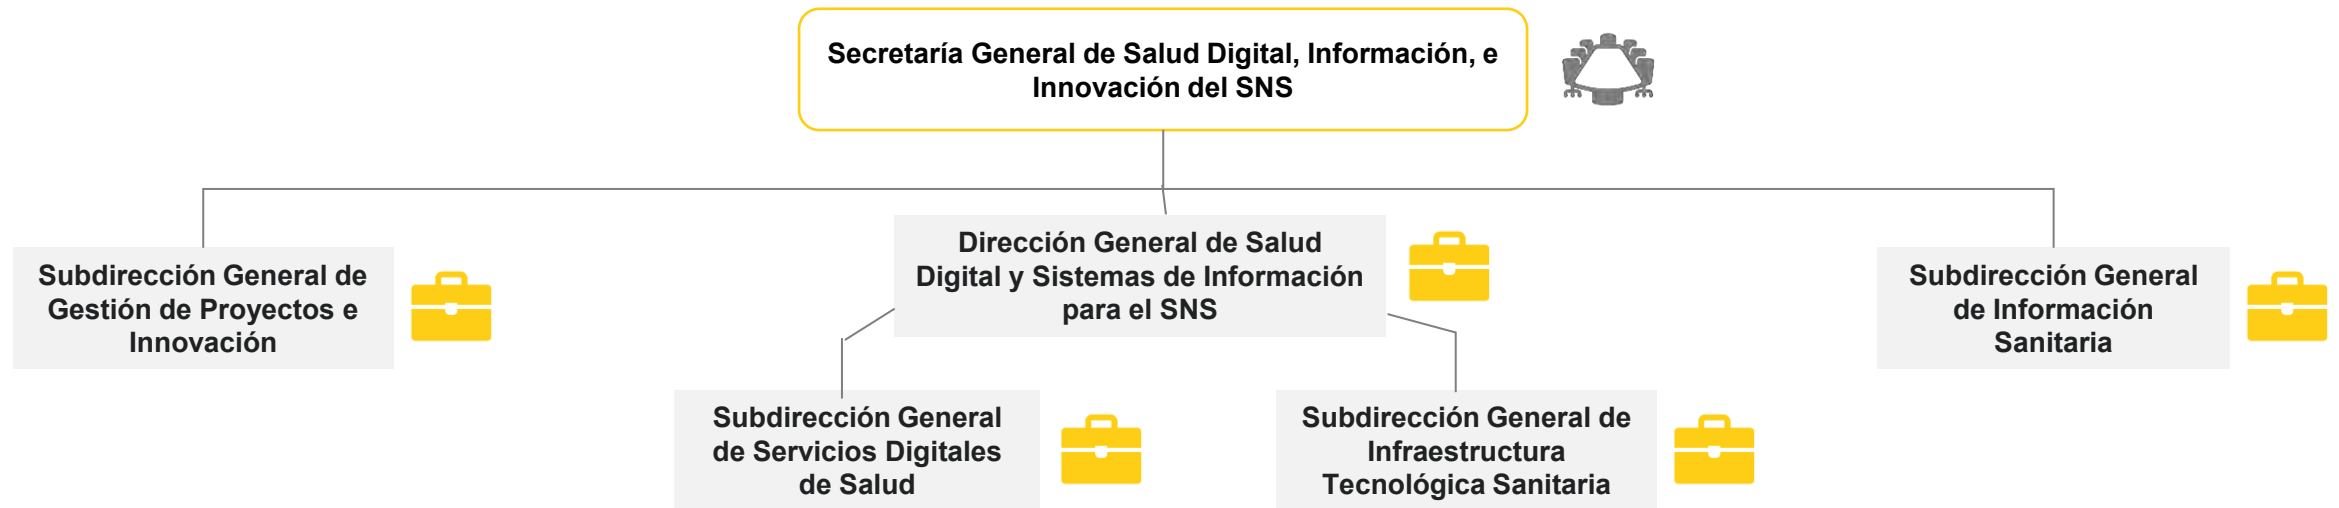 Secretaría General de Salud Digital, Información, e
Innovación del SNS
Dirección General de Salud
Digital y Sistemas de Información
para el SNS
Subdirección General de
Gestión de Proyectos e
Innovación
Subdirección General
de Información
Sanitaria
Subdirección General
de Servicios Digitales
de Salud
Subdirección General de
Infraestructura
Tecnológica Sanitaria